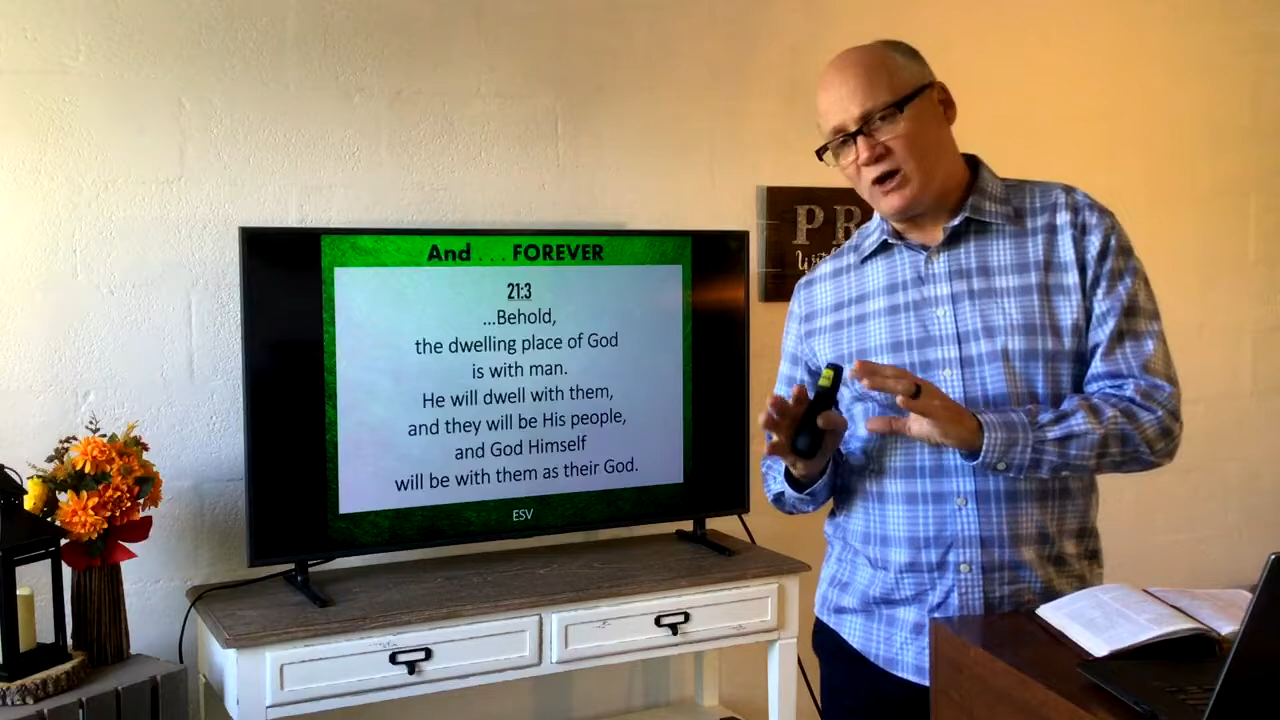 And . . . FOREVER
21:3
...Behold,
the dwelling place of God
is with man.
He will dwell with them,
and they will be His people,
and God Himself
will be with them as their God.
ESV